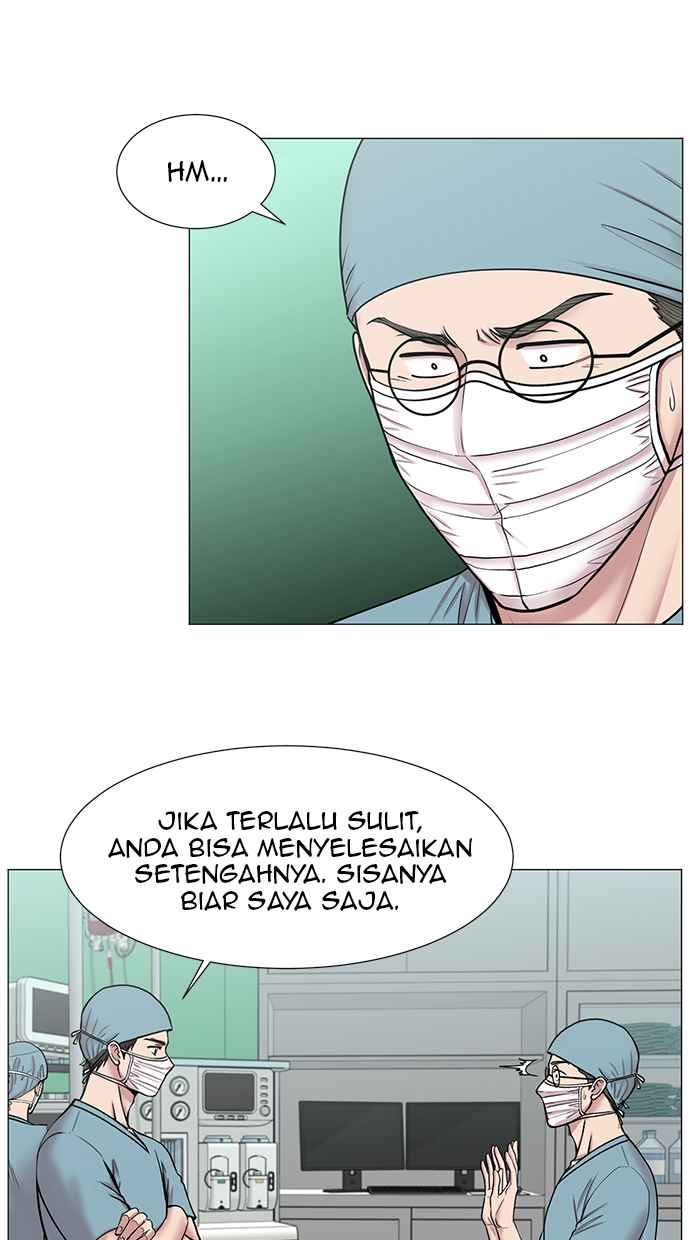 HM...
JIKA TERLALU SULIT,
ANDA BISA MENYELESAIKAN
SETENGAHNYA. SISANYA
BIAR SAYA SAJA.